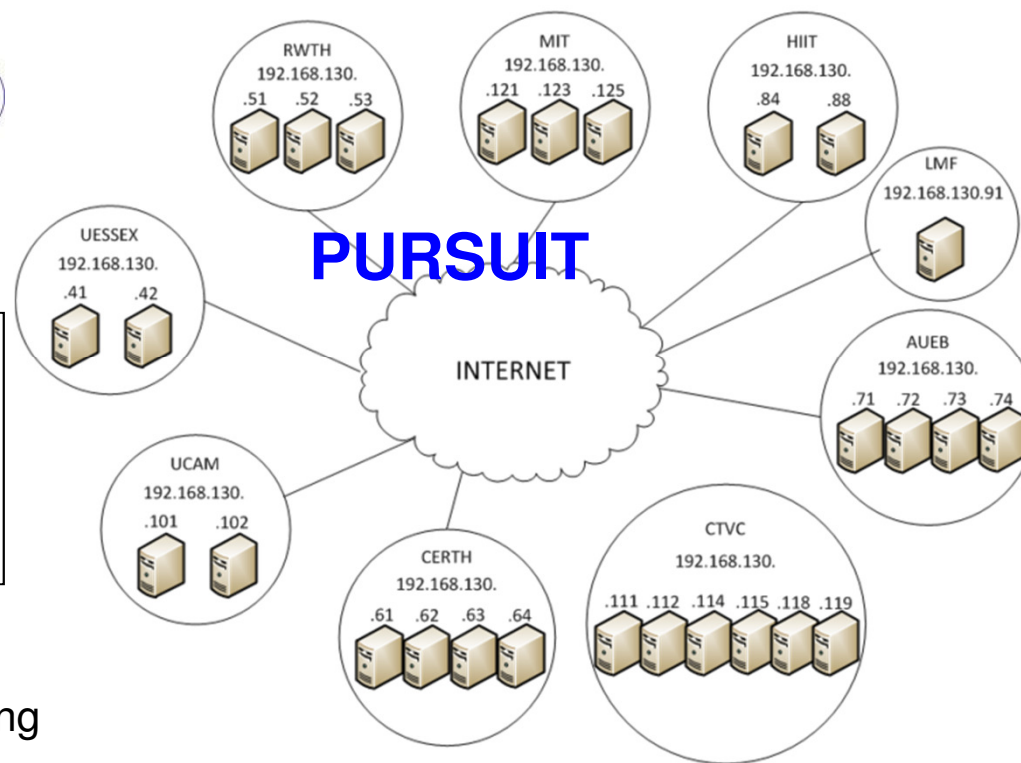 RWTH
192.168.130.
.51 .52 .53
MIT
192.168.130.
.121 .123 .125
HIIT
192.168.130.
.84 .88
LMF
192.168.130.91
UESSEX
192.168.130.
.41 .42
PURSUIT
INTERNET
AUEB
192.168.130.
.71 .72 .73 .74
UCAM
192.168.130.
.101 .102
CERTH
192.168.130.
.61 .62 .63 .64
CTVC
192.168.130.
.111 .112 .114 .115 .118 .119
ng